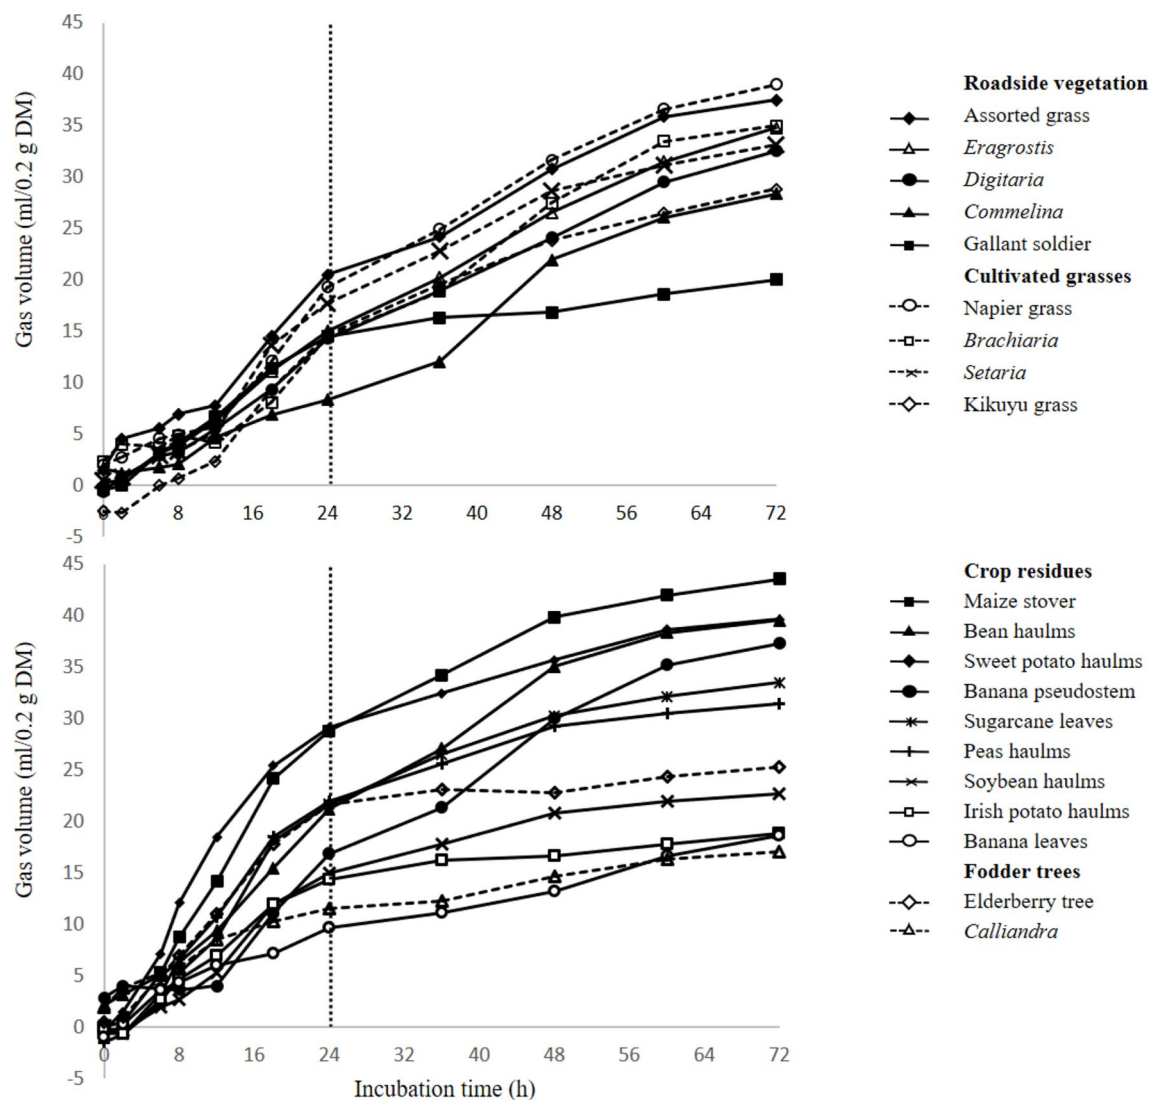 45
40
35
30
25
20
15
10
5
0
-5
Gas volume (ml/0.2 g DM)
0 8 16 24 32 40 48 56 64 72
Roadside vegetation
Assorted grass
Eragrostis
Digitaria
Commelina
Gallant soldier
Cultivated grasses
Napier grass
Brachiaria
Setaria
Kikuyu grass
45
40
35
30
25
20
15
10
5
0
-5
Gas volume (ml/0.2 g DM)
0 8 16 24 32 40 48 56 64 72
Incubation time (h)
Crop residues
Maize stover
Bean haulms
Sweet potato haulms
Banana pseudostem
Sugarcane leaves
Peas haulms
Soybean haulms
Irish potato haulms
Banana leaves
Fodder trees
Elderberry tree
Calliandra